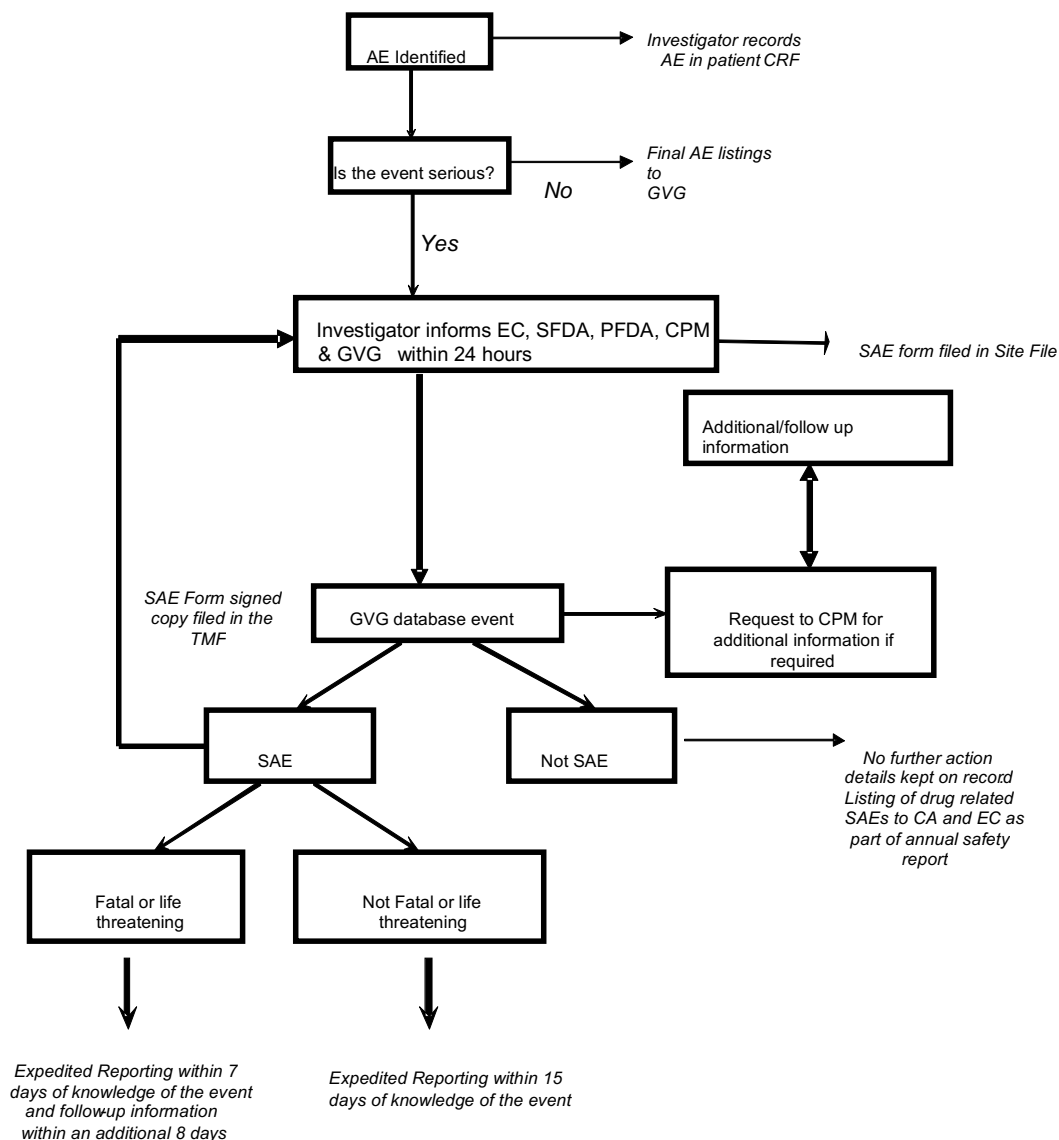 AE Identified
Investigator records
AE in patient CRF
Is the event serious?
No
Final AE listings
to
GVG
Yes
Investigator informs EC, SFDA, PFDA, CPM
& GVG within 24 hours
SAE form filed in Site File
Additional/follow up
information
SAE Form signed
copy filed in the
TMF
GVG database event
Request to CPM for
additional information if
required
SAE
Not SAE
No further action
details kept on record
Listing of drug related
SAEs to CA and EC as
part of annual safety
report
Fatal or life
threatening
Not Fatal or life
threatening
Expedited Reporting within 7
days of knowledge of the event
and follow-up information
within an additional 8 days
Expedited Reporting within 15
days of knowledge of the event